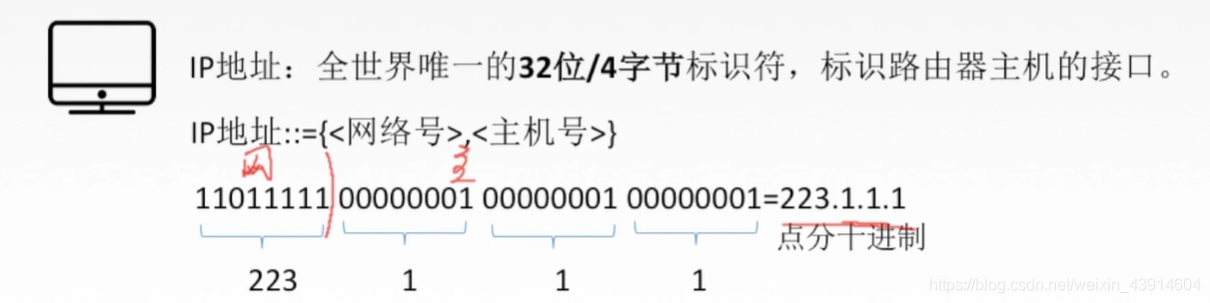 IP地址：全世界唯一的32位/4字节标识符，标识路由器主机的接口。
IP地址::={<网络号>,<主机号>}
网 主
11011111 00000001 00000001 00000001=223.1.1.1
点分十进制
223 1 1 1
https://blog.csdn.net/weixin_43914604